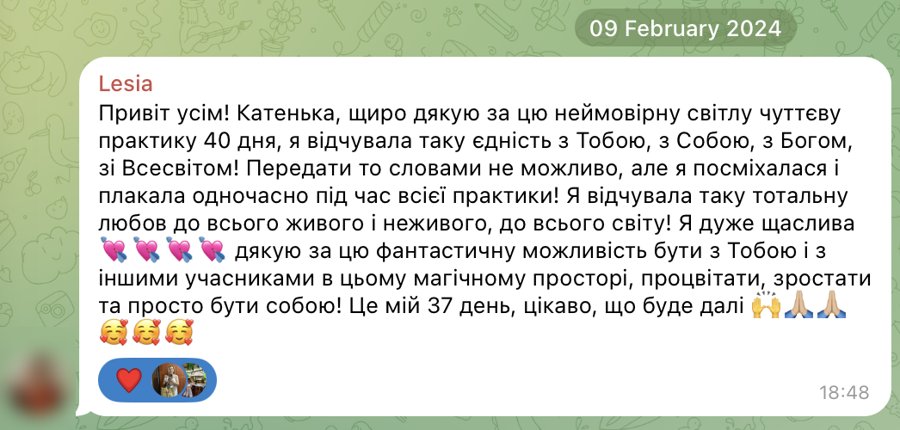 09 February 2024
Lesia
Привіт усім! Катенька, щиро дякую за цю неймовірну світлу чуттєву
практику 40 дня, я відчувала таку єдність з Тобою, з Собою, з Богом,
зі Всесвітом! Передати то словами не можливо, але я посміхалася і
плакала одночасно під час всієї практики! Я відчувала таку тотальну
любов до всього живого і неживого, до всього світу! Я дуже щаслива
💘 💘 💘 💘 дякую за цю фантастичну можливість бути з Тобою і з
іншими учасниками в цьому магічному просторі, процвітати, зростати
та просто бути собою! Це мій 37 день, цікаво, що буде далі 🙌🙏🏼🙏🏼
🥰🥰🥰
18:48